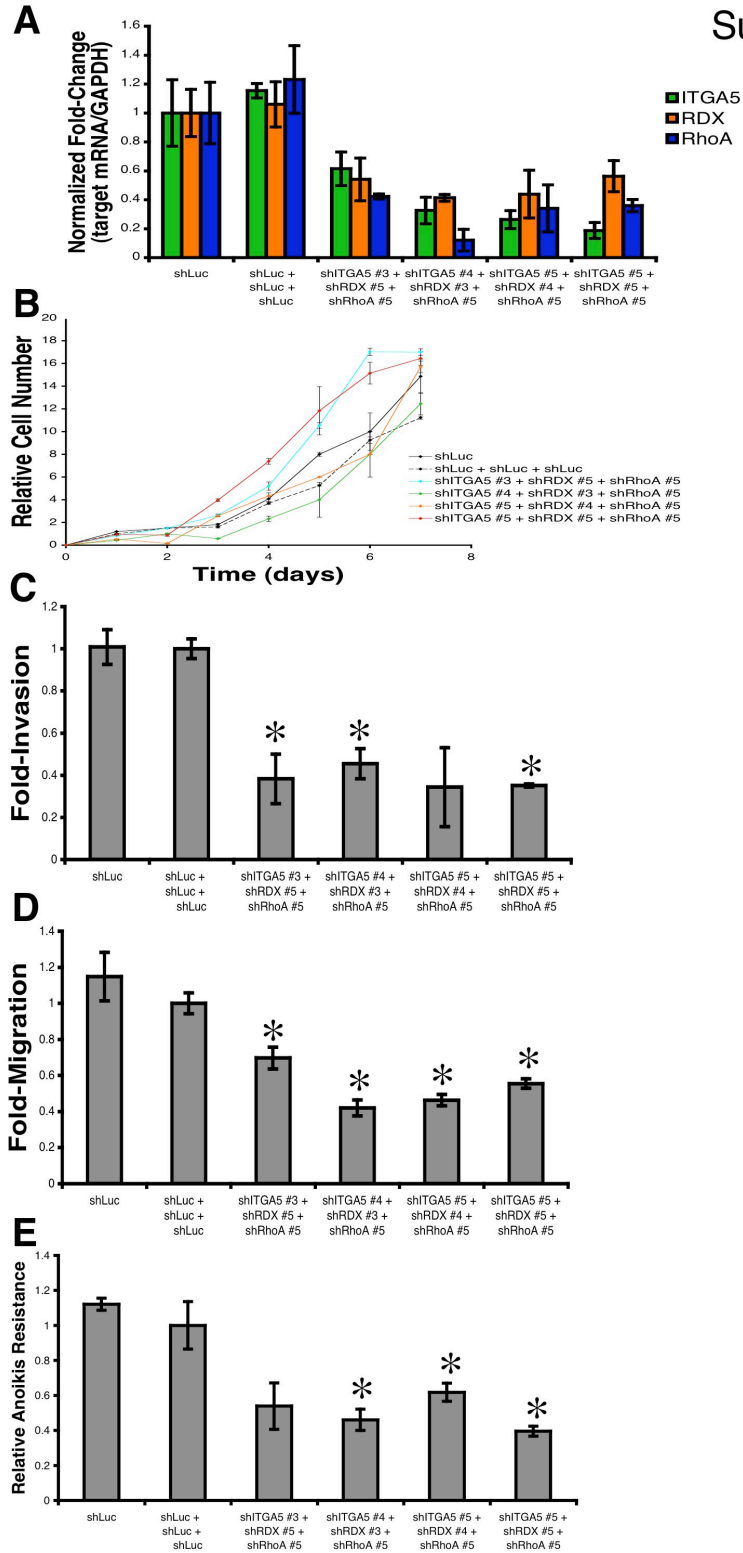 A
Su
Normalized Fold-Change
(target mRNA/GAPDH)
1.6
1.4
1.2
1
0.8
0.6
0.4
0.2
0
ITGA5
RDX
RhoA
shLuc
shLuc +
shLuc +
shLuc
shITGA5 #3 +
shRDX #5 +
shRhoA #5
shITGA5 #4 +
shRDX #3 +
shRhoA #5
shITGA5 #5 +
shRDX #4 +
shRhoA #5
shITGA5 #5 +
shRDX #5 +
shRhoA #5
B
Relative Cell Number
20
18
16
14
12
10
8
6
4
2
0
0
2
4
6
8
Time (days)
shLuc
shLuc + shLuc + shLuc
shITGA5 #3 + shRDX #5 + shRhoA #5
shITGA5 #4 + shRDX #3 + shRhoA #5
shITGA5 #5 + shRDX #4 + shRhoA #5
shITGA5 #5 + shRDX #5 + shRhoA #5
C
Fold-Invasion
1.2
1
0.8
0.6
0.4
0.2
0
*
*
*
shLuc
shLuc +
shLuc +
shLuc
shITGA5 #3 +
shRDX #5 +
shRhoA #5
shITGA5 #4 +
shRDX #3 +
shRhoA #5
shITGA5 #5 +
shRDX #4 +
shRhoA #5
shITGA5 #5 +
shRDX #5 +
shRhoA #5
D
Fold-Migration
1.4
1.2
1
0.8
0.6
0.4
0.2
0
*
*
*
*
shLuc
shLuc +
shLuc +
shLuc
shITGA5 #3 +
shRDX #5 +
shRhoA #5
shITGA5 #4 +
shRDX #3 +
shRhoA #5
shITGA5 #5 +
shRDX #4 +
shRhoA #5
shITGA5 #5 +
shRDX #5 +
shRhoA #5
E
Relative Anoikis Resistance
1.4
1.2
1
0.8
0.6
0.4
0.2
0
*
*
*
shLuc
shLuc +
shLuc +
shLuc
shITGA5 #3 +
shRDX #5 +
shRhoA #5
shITGA5 #4 +
shRDX #3 +
shRhoA #5
shITGA5 #5 +
shRDX #4 +
shRhoA #5
shITGA5 #5 +
shRDX #5 +
shRhoA #5